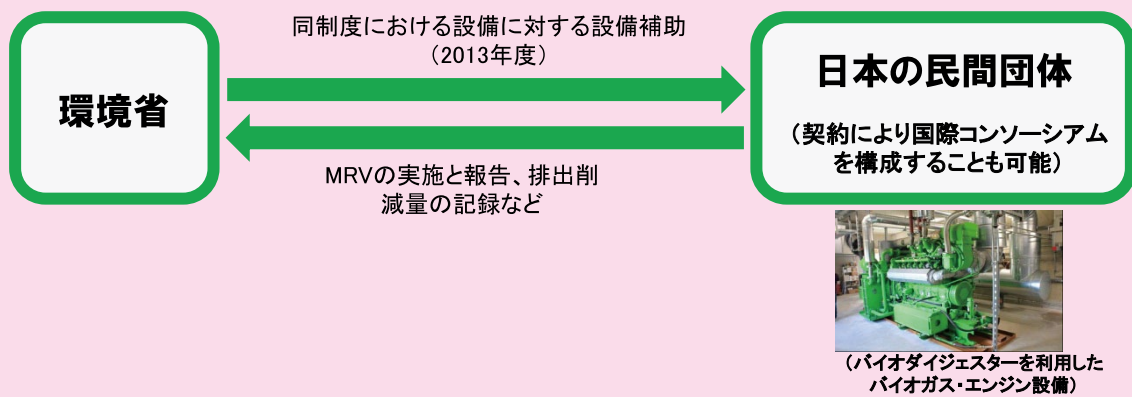 同制度における設備に対する設備補助
（2013年度）
環境省
日本の民間団体
（契約により国際コンソーシアム
を構成することも可能）
MRVの実施と報告、排出削
減量の記録など
（バイオダイジェスターを利用した
バイオガス・エンジン設備）